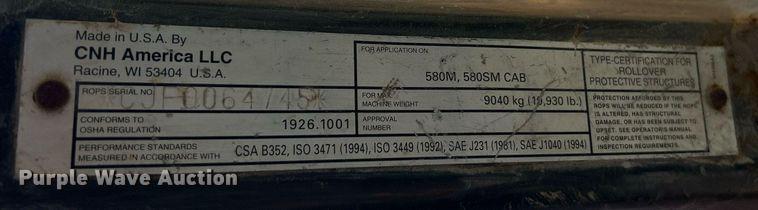 Made in U.S.A. By
CNH America LLC
Racine, WI 53404 U.S.A.
ROPS SERIAL NO.
CONFORMS TO
OSHA REGULATION
1926.1001
PERFORMANCE STANDARDS
MEASURED IN ACCORDANCE WITH
CSA B352, ISO 3471 (1994), ISO 3449 (1992), SAE J231 (1981), SAE J1040 (1994)
FOR APPLICATION ON
580M, 580SM CAB
FOR MAX.
MACHINE WEIGHT
9040 kg (19,930 lb.)
APPROVAL
NUMBER
TYPE-CERTIFICATION FOR
ROLLOVER
PROTECTIVE STRUCTURES
PROTECTION AFFORDED BY THIS
ROPS WILL BE REDUCED IF THE ROPS
IS ALTERED, HAS STRUCTURAL
DAMAGE, OR HAS BEEN SUBJECT TO
UPSET. SEE OPERATOR'S MANUAL
FOR COMPLETE INSTRUCTIONS AND
INSPECTION REQUIREMENTS.
Purple Wave Auction